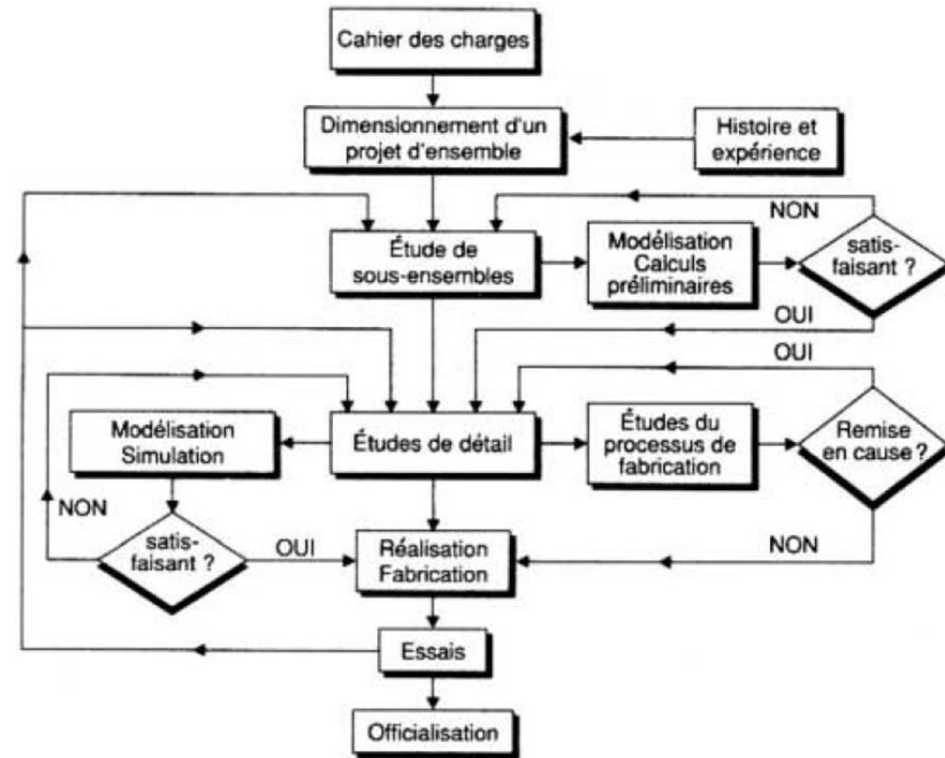 Cahier des charges
Dimensionnement d'un
projet d'ensemble
Histoire et
expérience
NON
Étude de
sous-ensembles
Modélisation
Calculs
préliminaires
satis-
faisant ?
OUI
OUI
Modélisation
Simulation
Études de détail
Études du
processus de
fabrication
Remise
en cause ?
NON
satis-
faisant ?
OUI
Réalisation
Fabrication
NON
Essais
Officialisation